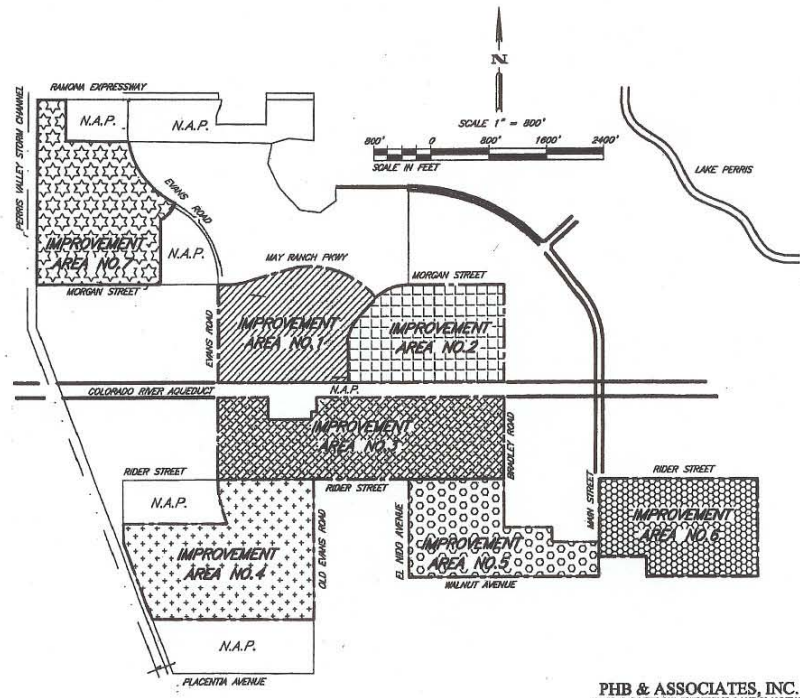 RAMONA EXPRESSWAY
N.A.P.
N.A.P.
N
SCALE 1" = 800'
800' 0 800' 1600' 2400'
SCALE IN FEET
LAKE PERRIS
PERRIS VALLEY STORM CHANNEL
EVANS ROAD
IMPROVEMENT
AREA NO.7
N.A.P.
MORGAN STREET
MAY RANCH PKWY
MORGAN STREET
EVANS ROAD
IMPROVEMENT
AREA NO.1
IMPROVEMENT
AREA NO.2
COLORADO RIVER AQUEDUCT
N.A.P.
IMPROVEMENT
AREA NO.3
BRADLEY ROAD
RIDER STREET
RIDER STREET
RIDER STREET
N.A.P.
OLD EVANS ROAD
EL NIDO AVENUE
MAIN STREET
IMPROVEMENT
AREA NO.4
IMPROVEMENT
AREA NO.5
IMPROVEMENT
AREA NO.6
WALNUT AVENUE
N.A.P.
PLACENTIA AVENUE
PHB & ASSOCIATES, INC.